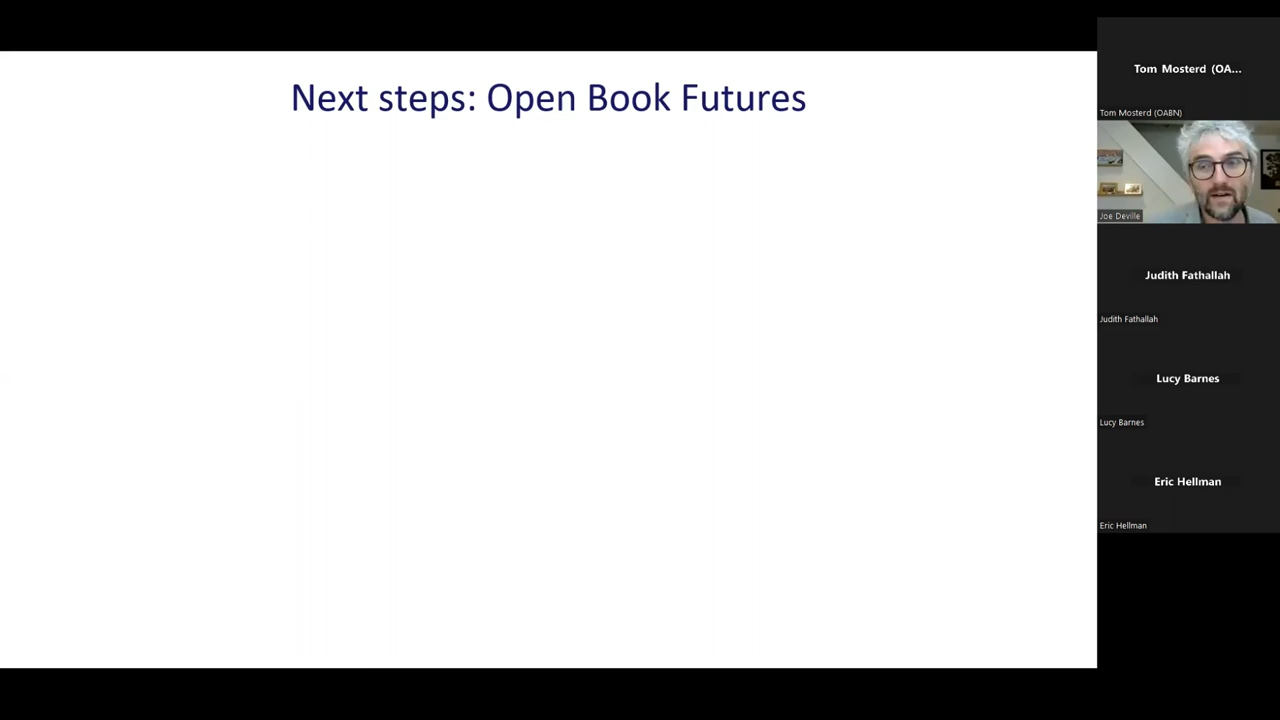 Next steps: Open Book Futures
Tom Mosterd (OA...
Tom Mosterd (OABN)
Joe Deville
Judith Fathallah
Judith Fathallah
Lucy Barnes
Lucy Barnes
Eric Hellman
Eric Hellman